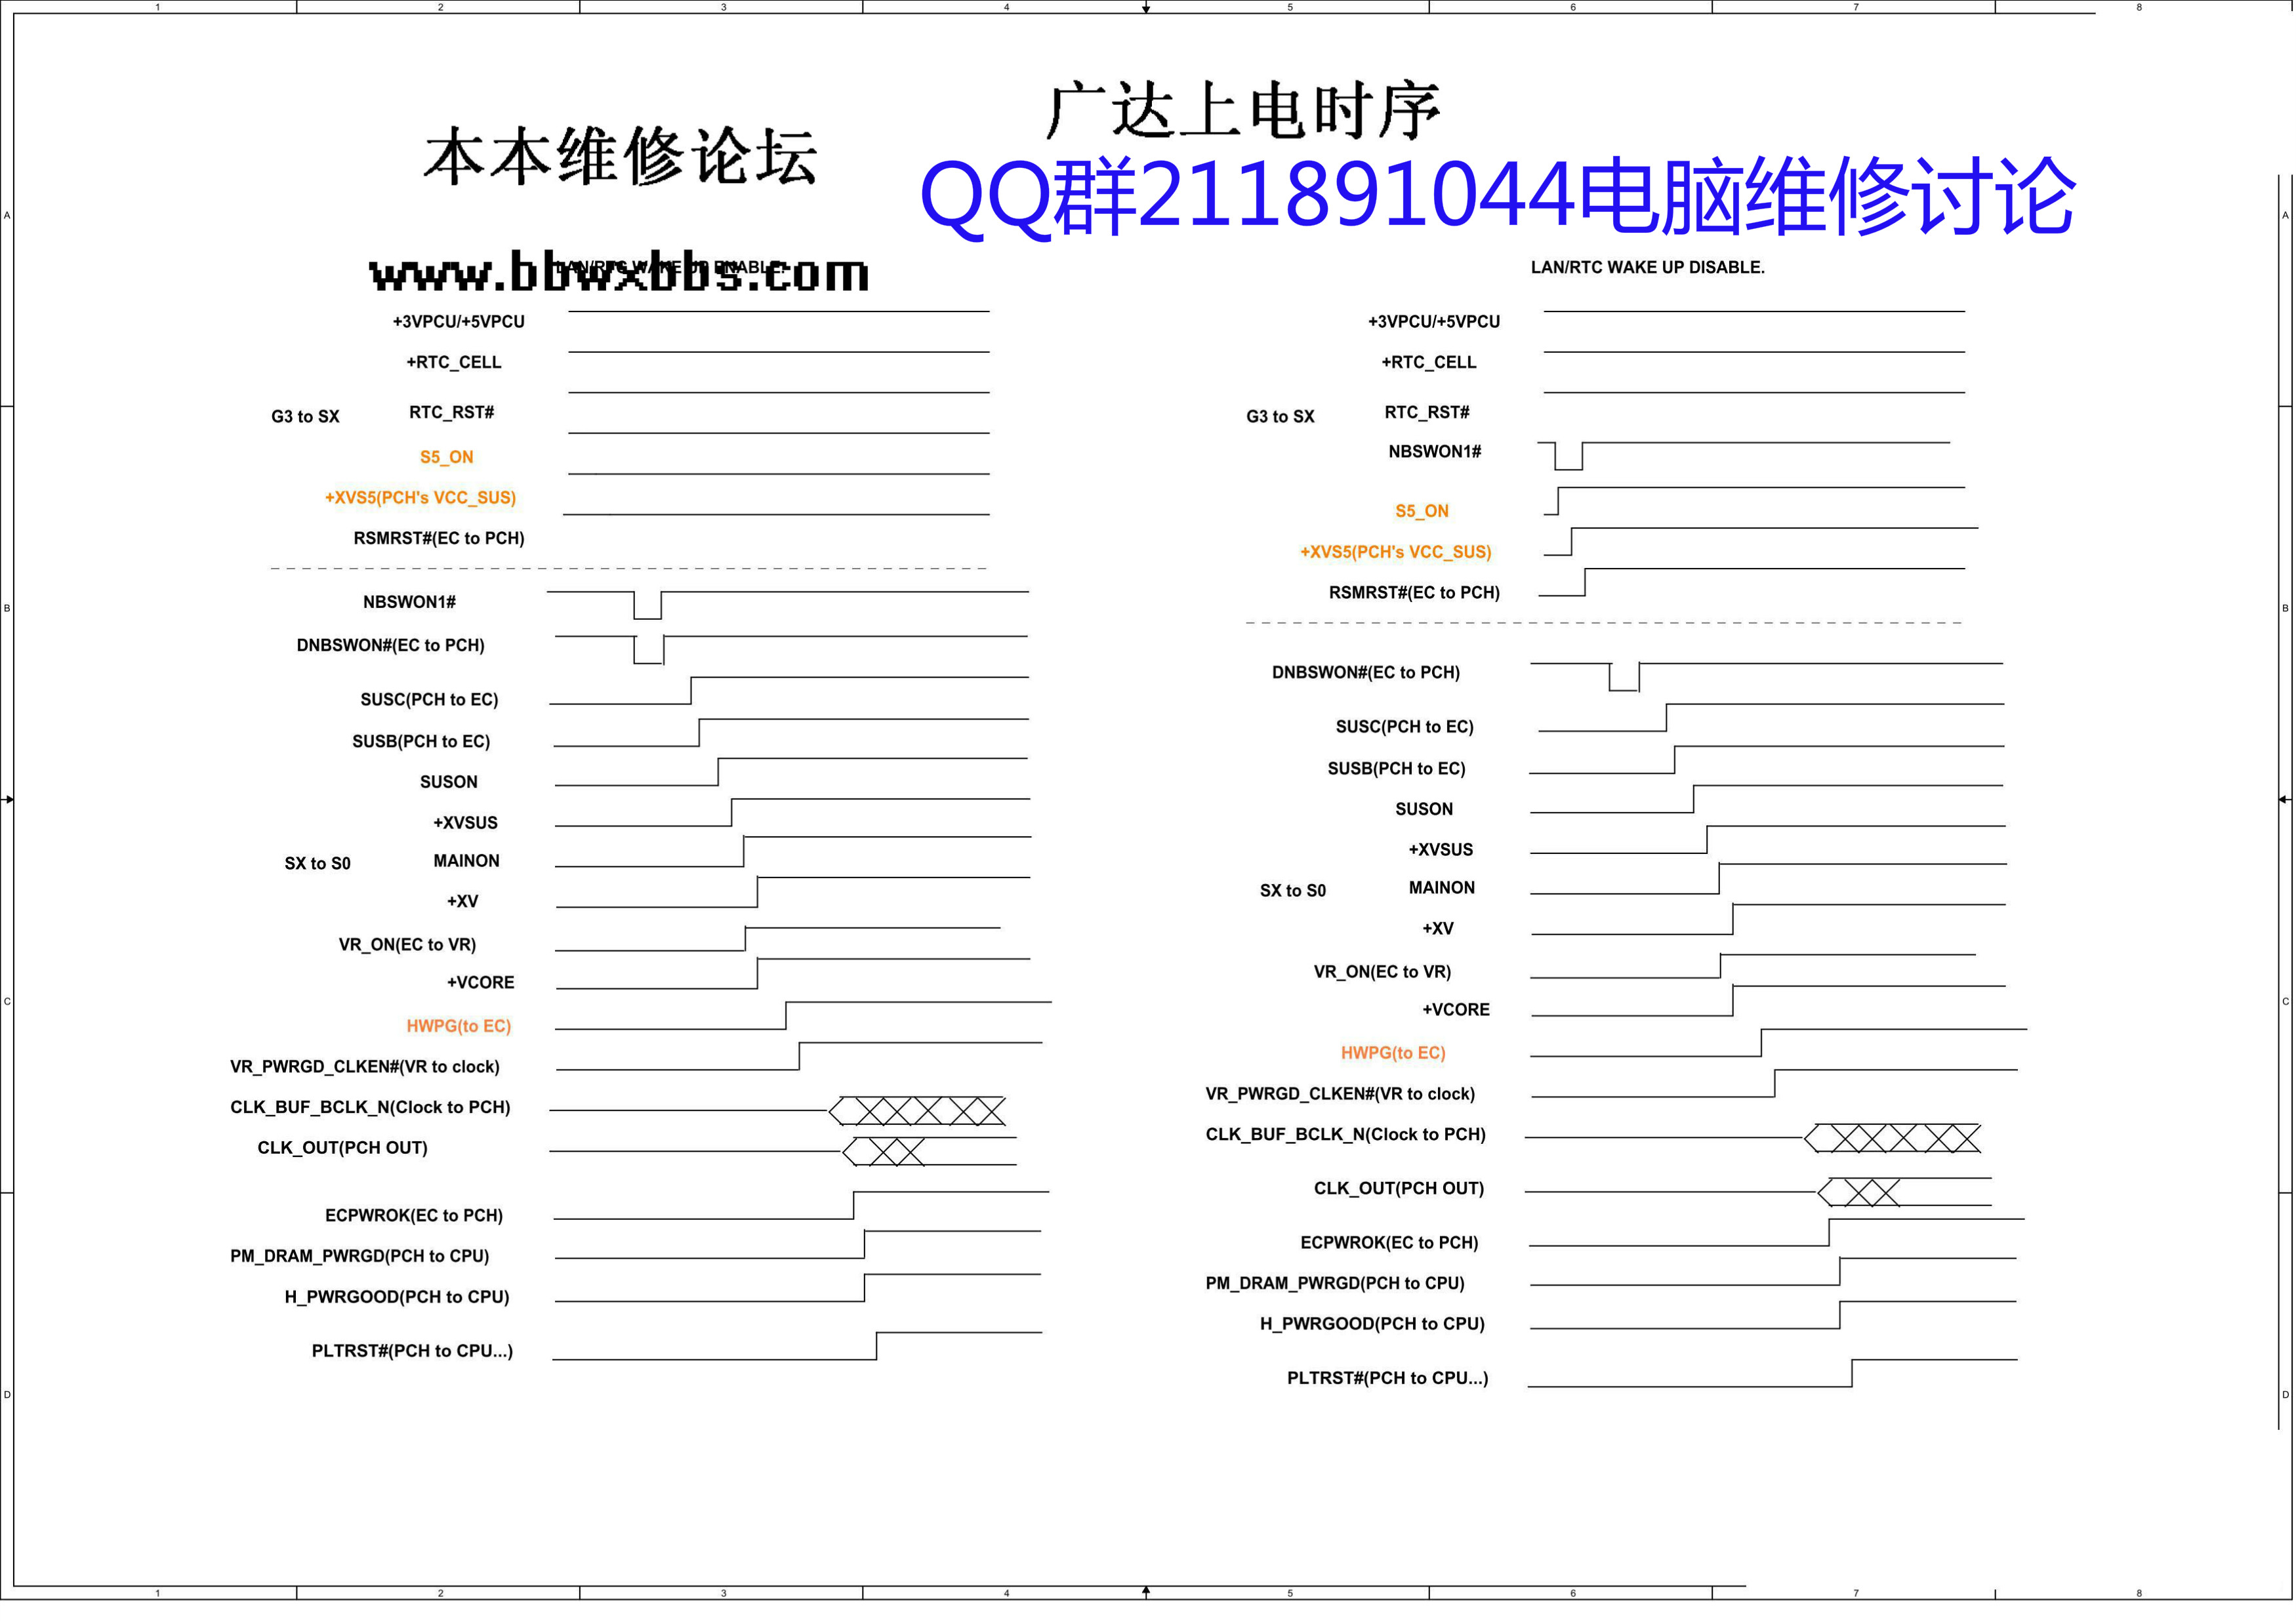 1 2 3 4 5 6 7 8
广达上电时序
本本维修论坛
QQ群211891044电脑维修讨论
www.bbwxbbs.com
LAN/RTC WAKE UP ENABLE.
+3VPCU/+5VPCU
+RTC_CELL
RTC_RST#
G3 to SX
S5_ON
+XVS5(PCH's VCC_SUS)
RSMRST#(EC to PCH)
NBSWON1#
DNBSWON#(EC to PCH)
SUSC(PCH to EC)
SUSB(PCH to EC)
SUSON
+XVSUS
SX to S0
MAINON
+XV
VR_ON(EC to VR)
+VCORE
HWPG(to EC)
VR_PWRGD_CLKEN#(VR to clock)
CLK_BUF_BCLK_N(Clock to PCH)
CLK_OUT(PCH OUT)
ECPWROK(EC to PCH)
PM_DRAM_PWRGD(PCH to CPU)
H_PWRGOOD(PCH to CPU)
PLTRST#(PCH to CPU...)
LAN/RTC WAKE UP DISABLE.
+3VPCU/+5VPCU
+RTC_CELL
RTC_RST#
G3 to SX
NBSWON1#
S5_ON
+XVS5(PCH's VCC_SUS)
RSMRST#(EC to PCH)
DNBSWON#(EC to PCH)
SUSC(PCH to EC)
SUSB(PCH to EC)
SUSON
+XVSUS
MAINON
SX to S0
+XV
VR_ON(EC to VR)
+VCORE
HWPG(to EC)
VR_PWRGD_CLKEN#(VR to clock)
CLK_BUF_BCLK_N(Clock to PCH)
CLK_OUT(PCH OUT)
ECPWROK(EC to PCH)
PM_DRAM_PWRGD(PCH to CPU)
H_PWRGOOD(PCH to CPU)
PLTRST#(PCH to CPU...)
A A
B B
C C
D D
1 2 3 4 5 6 7 8